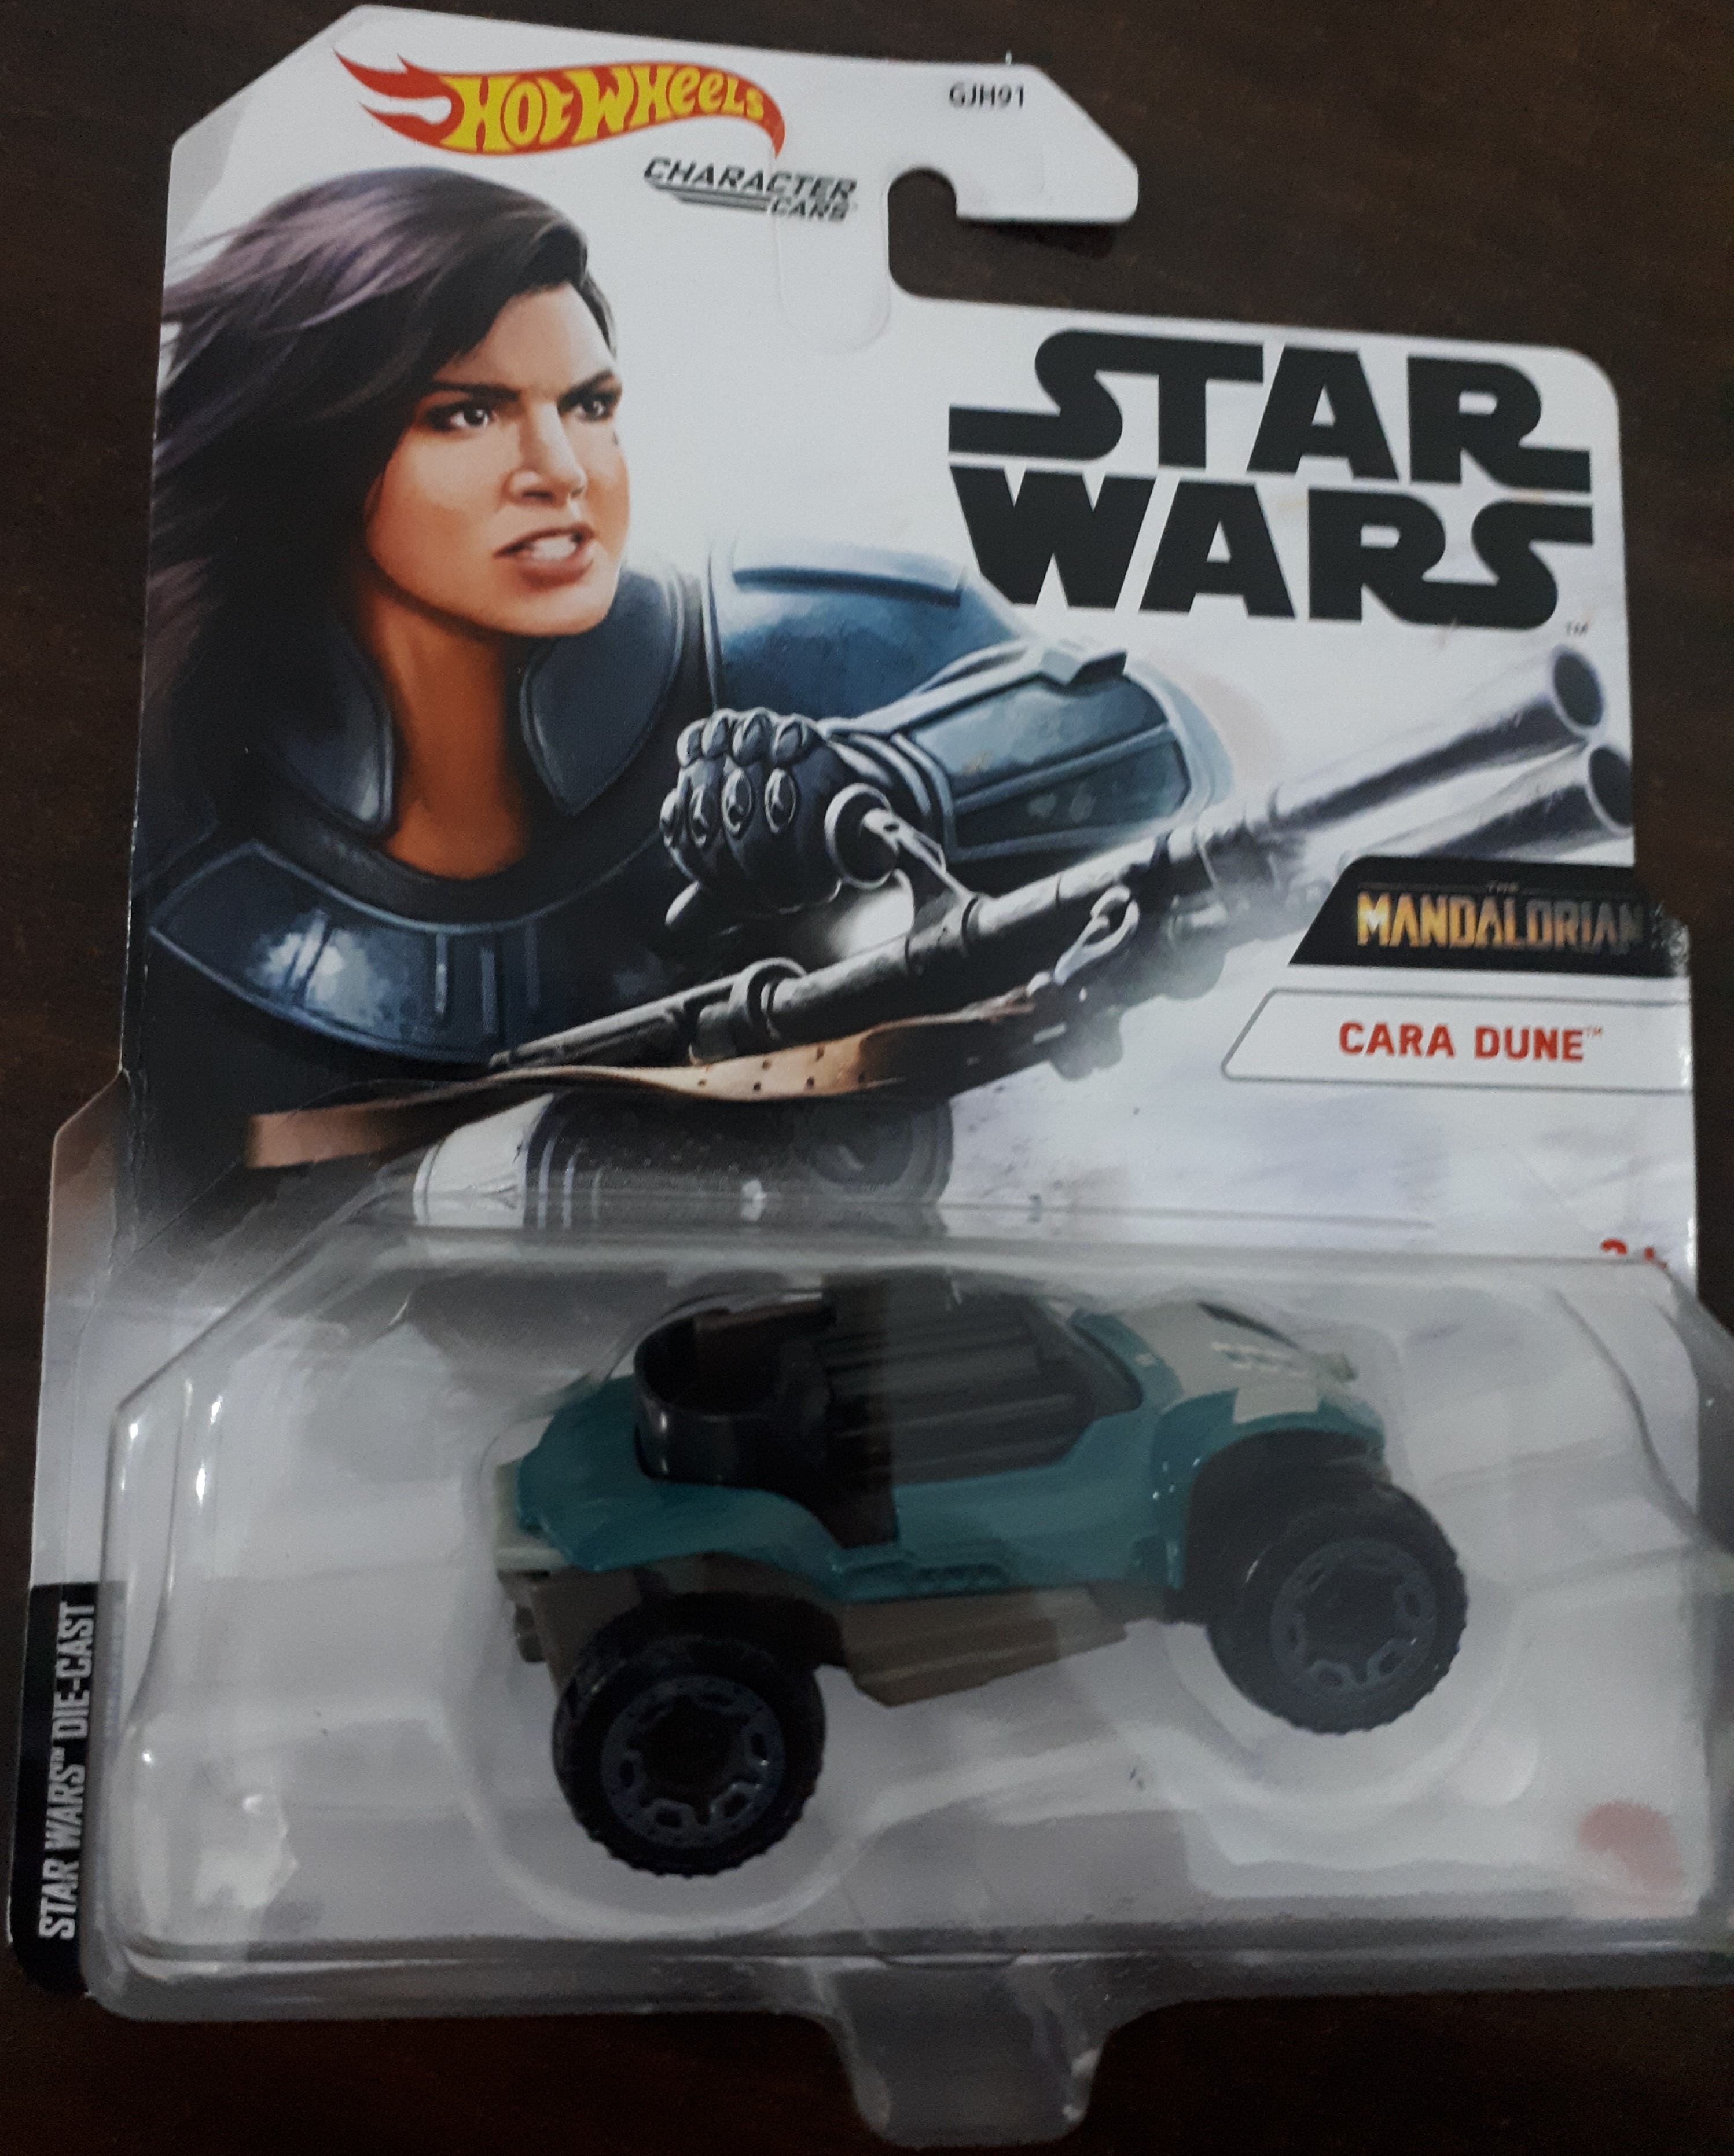 HOT WHEELS
GJH91
CHARACTER
CARS
STAR
WARS
TM
THE
MANDALORIAN
CARA DUNE™
STAR WARS™ DIE-CAST